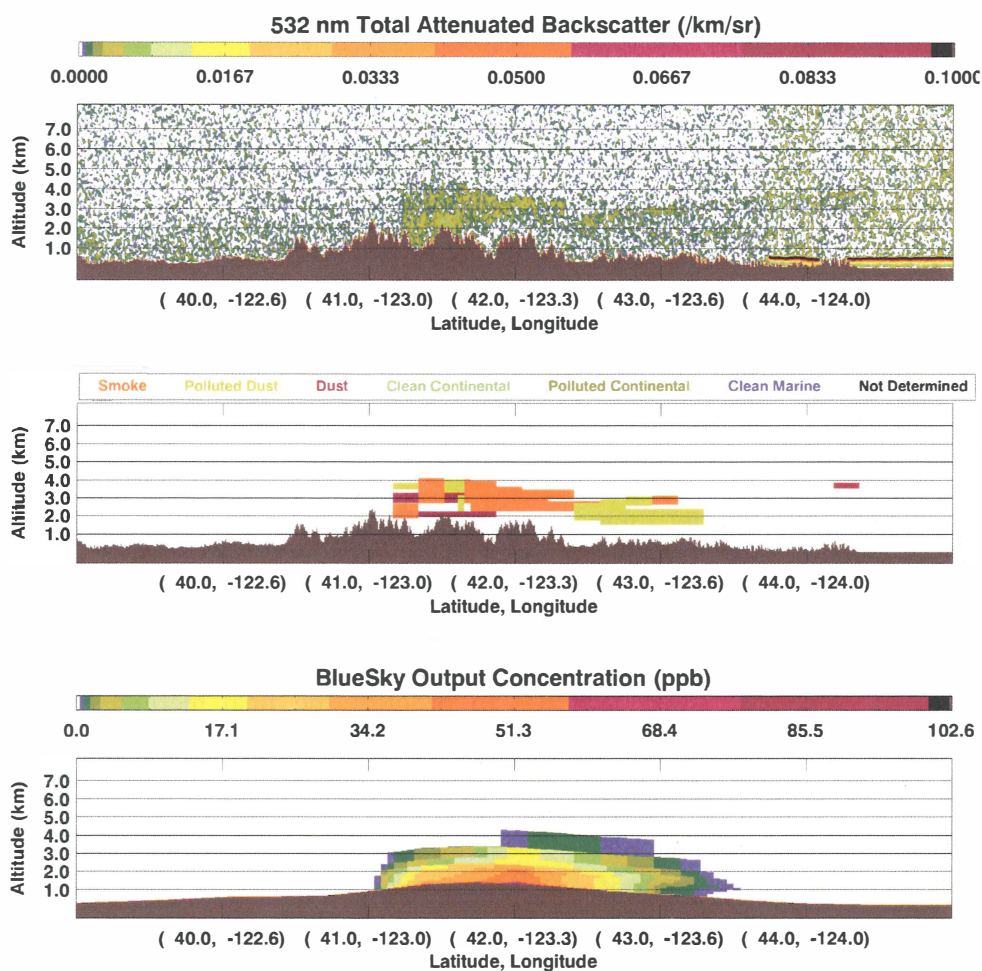 532 nm Total Attenuated Backscatter (/km/sr)
0.0000 0.0167 0.0333 0.0500 0.0667 0.0833 0.1000
Altitude (km)
7.0
6.0
5.0
4.0
3.0
2.0
1.0
( 40.0, -122.6) ( 41.0, -123.0) ( 42.0, -123.3) ( 43.0, -123.6) ( 44.0, -124.0)
Latitude, Longitude
Smoke Polluted Dust Dust Clean Continental Polluted Continental Clean Marine Not Determined
Altitude (km)
7.0
6.0
5.0
4.0
3.0
2.0
1.0
( 40.0, -122.6) ( 41.0, -123.0) ( 42.0, -123.3) ( 43.0, -123.6) ( 44.0, -124.0)
Latitude, Longitude
BlueSky Output Concentration (ppb)
0.0 17.1 34.2 51.3 68.4 85.5 102.6
Altitude (km)
7.0
6.0
5.0
4.0
3.0
2.0
1.0
( 40.0, -122.6) ( 41.0, -123.0) ( 42.0, -123.3) ( 43.0, -123.6) ( 44.0, -124.0)
Latitude, Longitude